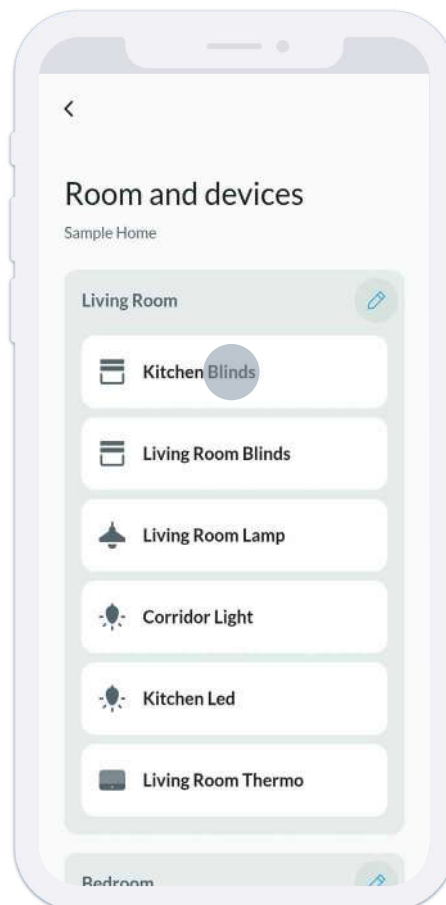 Room and devices
Sample Home
Living Room
Kitchen Blinds
Living Room Blinds
Living Room Lamp
Corridor Light
Kitchen Led
Living Room Thermo
Bedroom